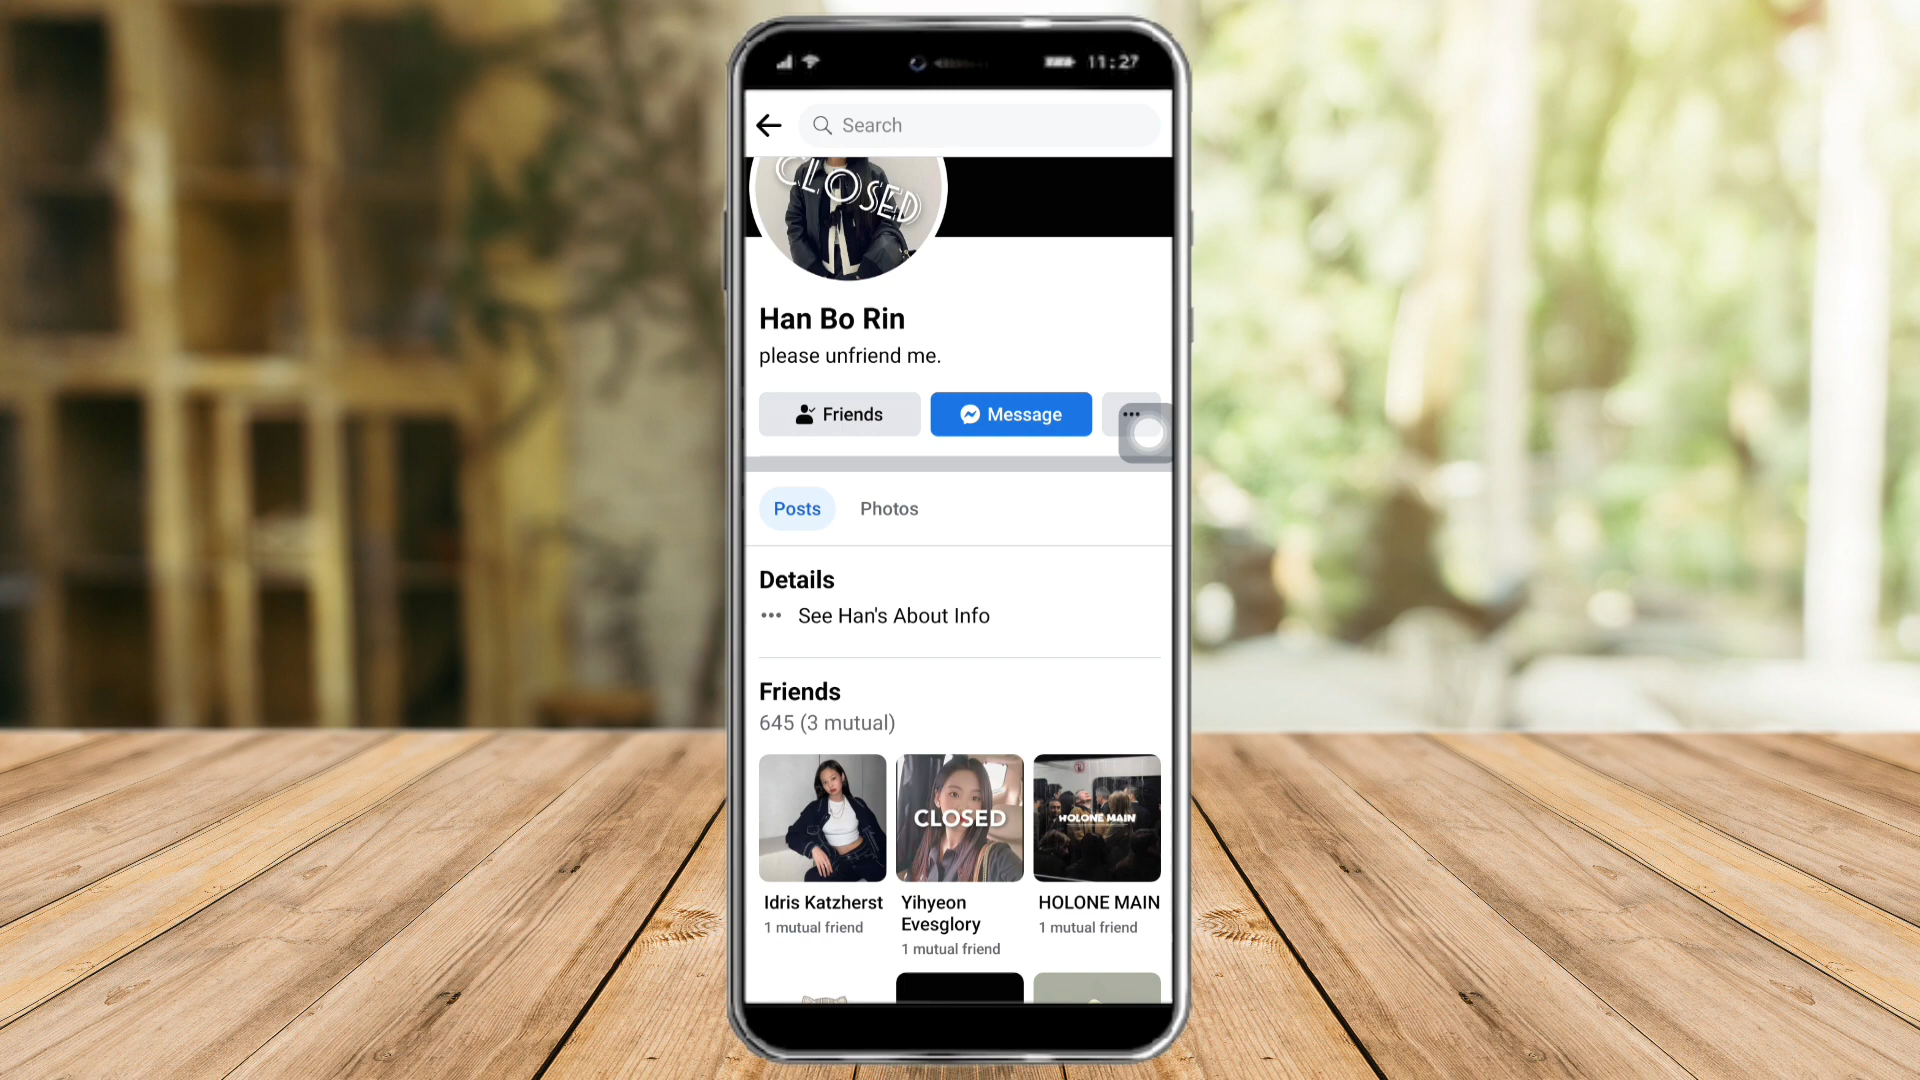 11:27
Search
CLOSED
Han Bo Rin
please unfriend me.
Friends
Message
Posts
Photos
Details
See Han's About Info
Friends
645 (3 mutual)
CLOSED
HOLONE MAIN
Idris Katzherst
1 mutual friend
Yihyeon
Evesglory
1 mutual friend
HOLONE MAIN
1 mutual friend